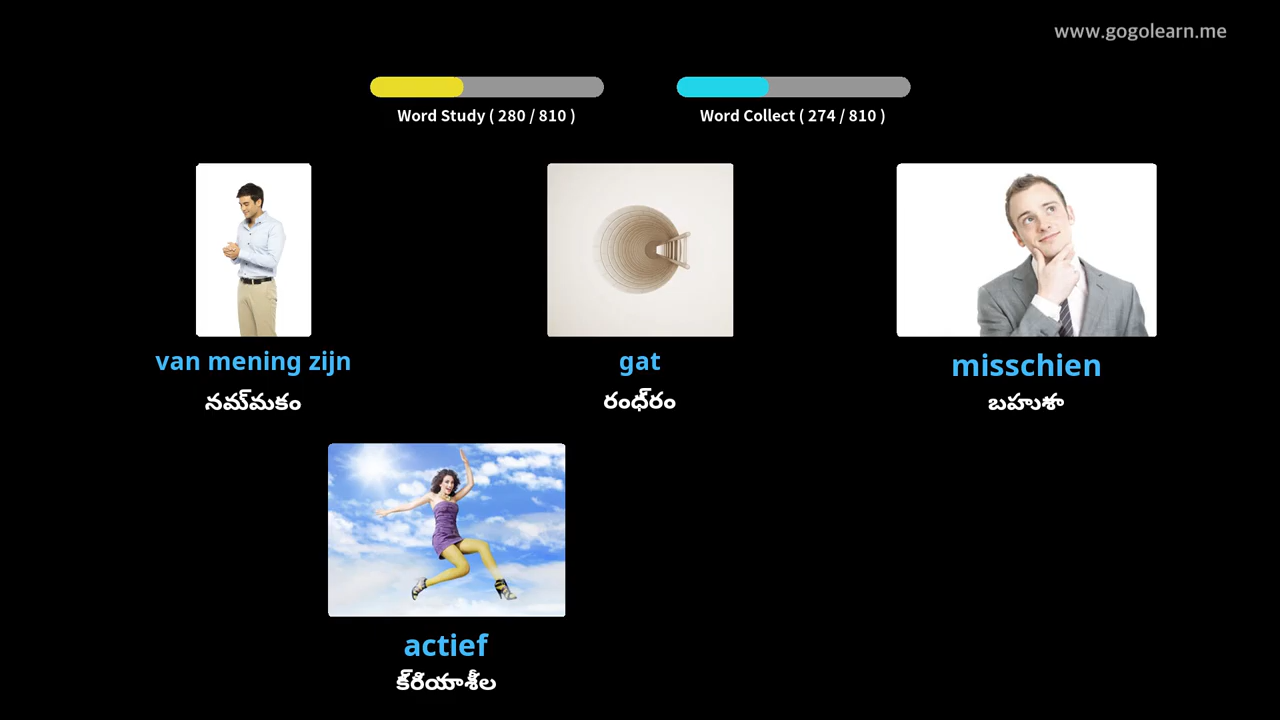 www.gogolearn.me
Word Study ( 280 / 810 )
Word Collect ( 274 / 810 )
van mening zijn
gat
misschien
నమ్మకం
రంధ్రం
బహుశా
actief
క్రియాశీల